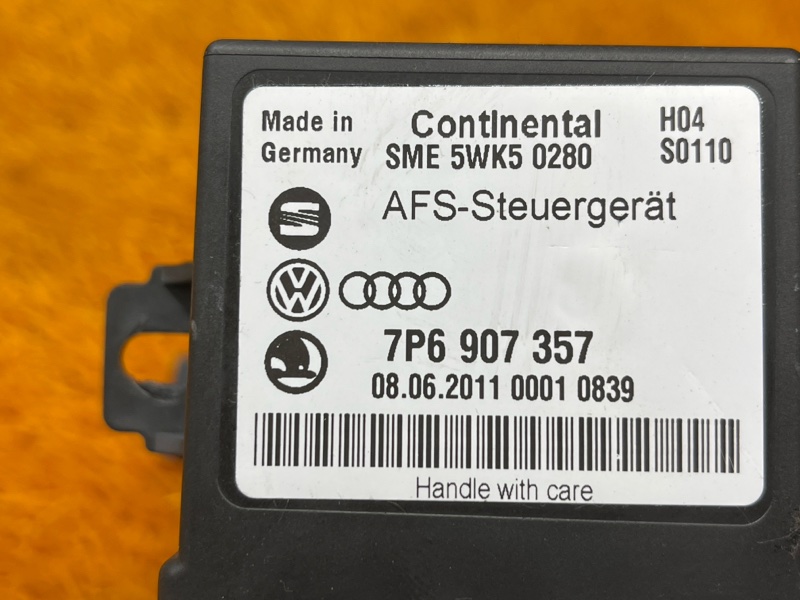 Made in Continental H04
Germany SME 5WK5 0280 S0110
AFS-Steuergerät
7P6 907 357
08.06.2011 0001 0839
Handle with care